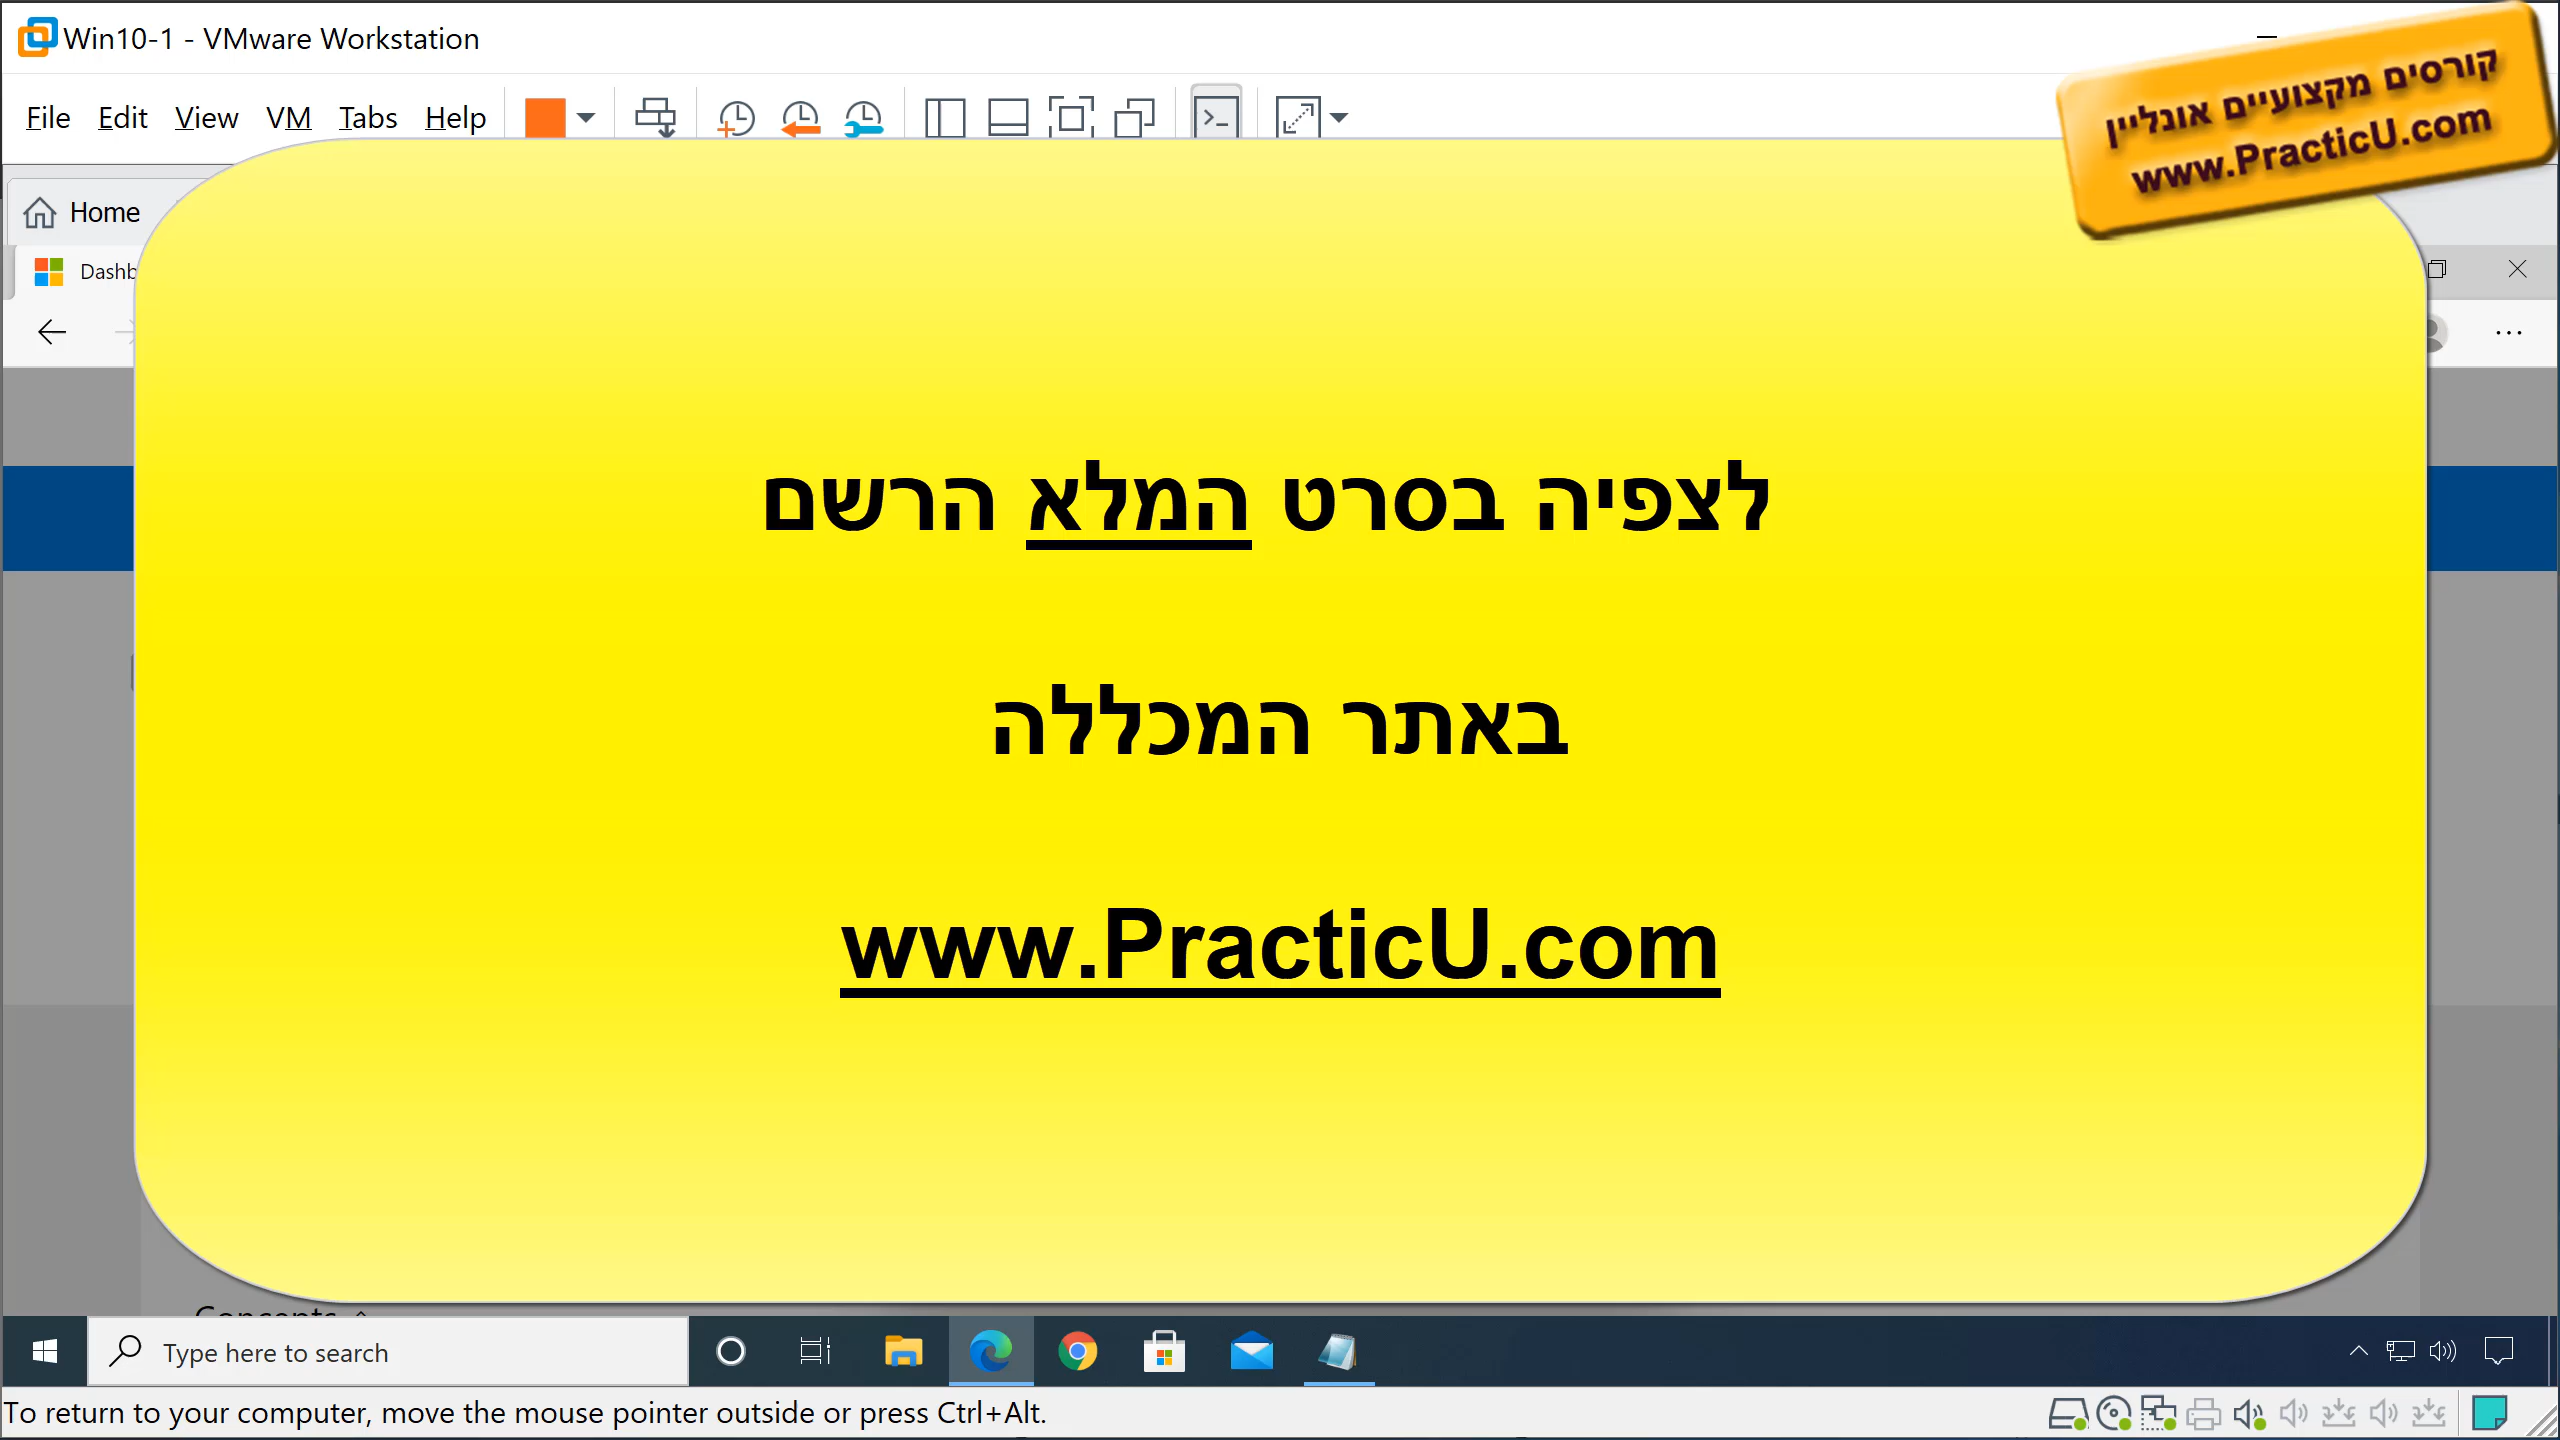 Win10-1 - VMware Workstation
קורסים מקצועיים אונליין
www.PracticU.com
File Edit View VM Tabs Help
Home
Dashb
לצפיה בסרט המלא הרשם
באתר המכללה
www.PracticU.com
Concepts
Type here to search
To return to your computer, move the mouse pointer outside or press Ctrl+Alt.